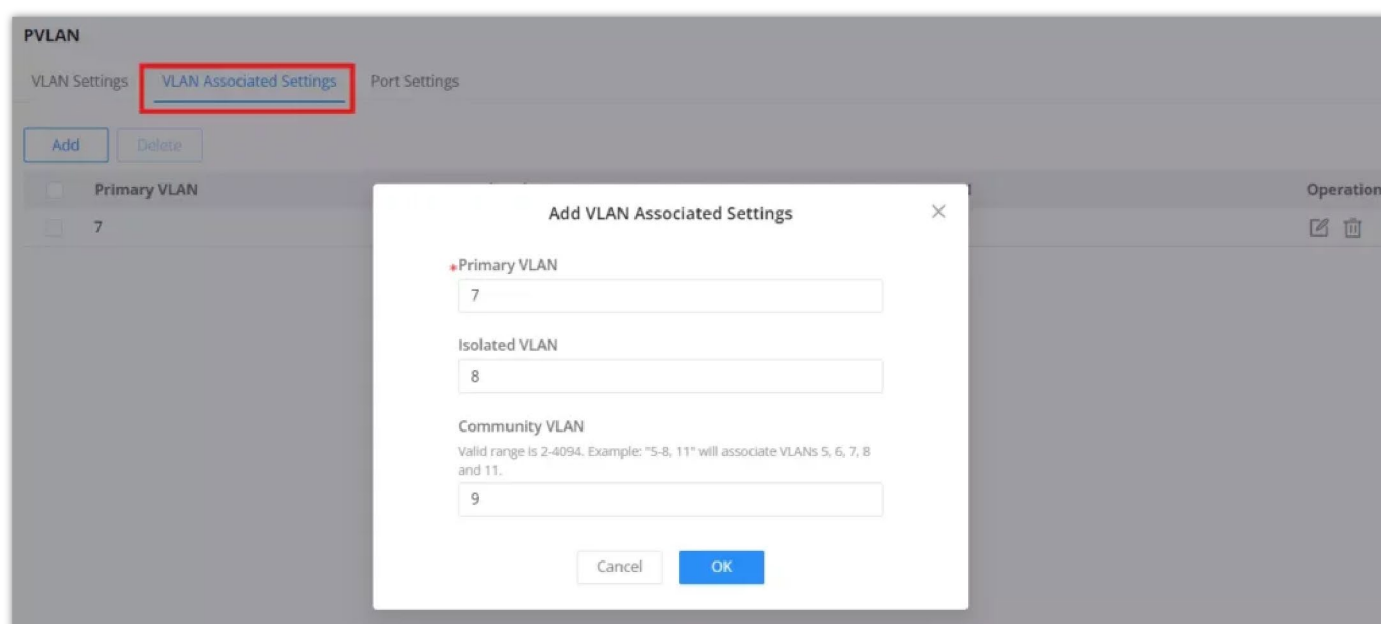 PVLAN
VLAN Settings VLAN Associated Settings Port Settings
Add Delete
Primary VLAN Operation
7
Add VLAN Associated Settings
*Primary VLAN
7
Isolated VLAN
8
Community VLAN
Valid range is 2-4094. Example: "5-8, 11" will associate VLANs 5, 6, 7, 8
and 11.
9
Cancel OK